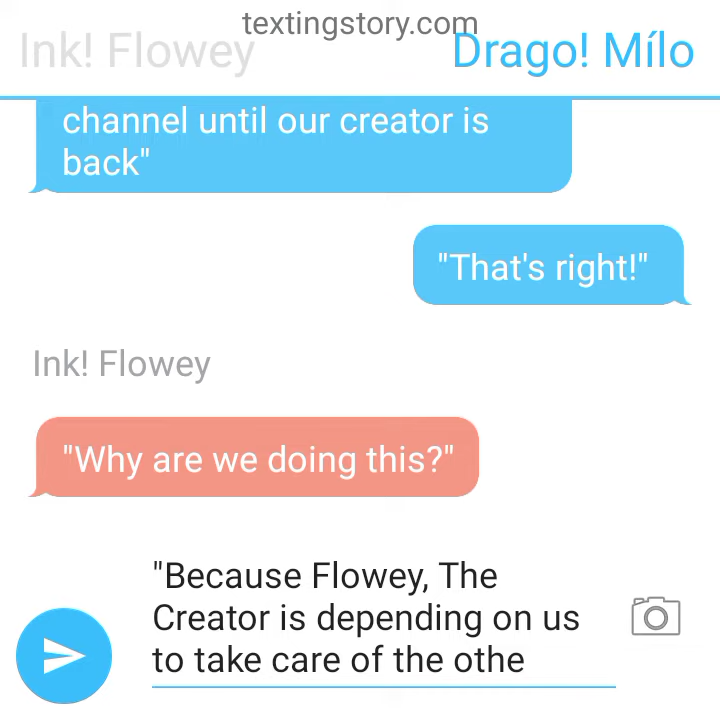 textingstory.com
Ink! Flowey
Drago! Mílo
channel until our creator is
back"
"That's right!"
Ink! Flowey
"Why are we doing this?"
"Because Flowey, The
Creator is depending on us
to take care of the othe